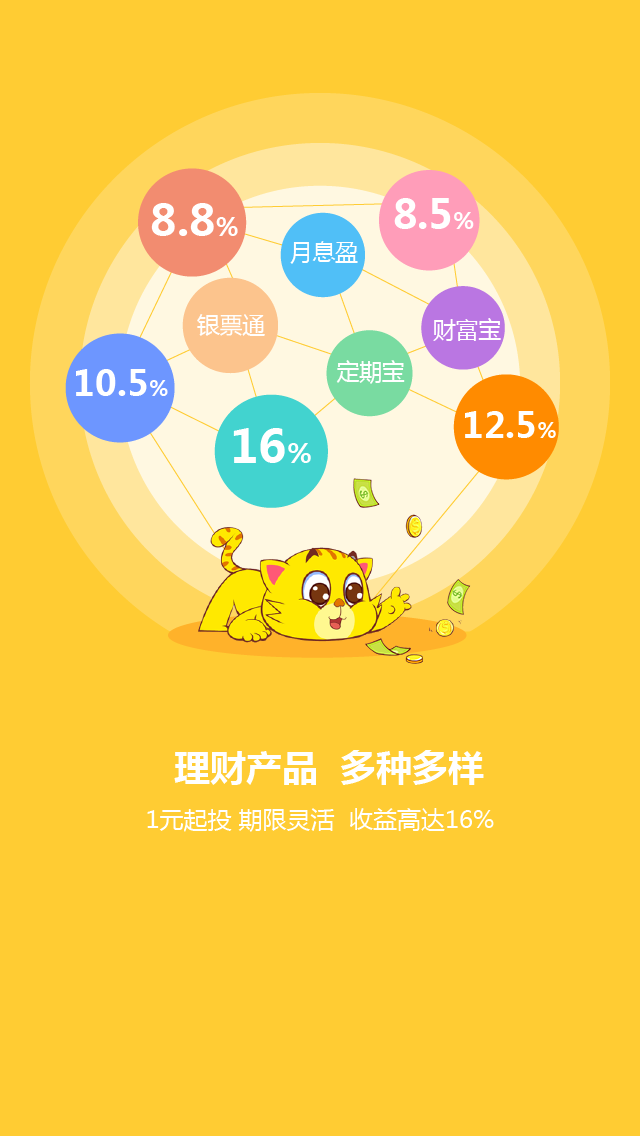 8.8%
8.5%
月息盈
银票通
财富宝
定期宝
10.5%
12.5%
16%
理财产品 多种多样
1元起投 期限灵活 收益高达16%